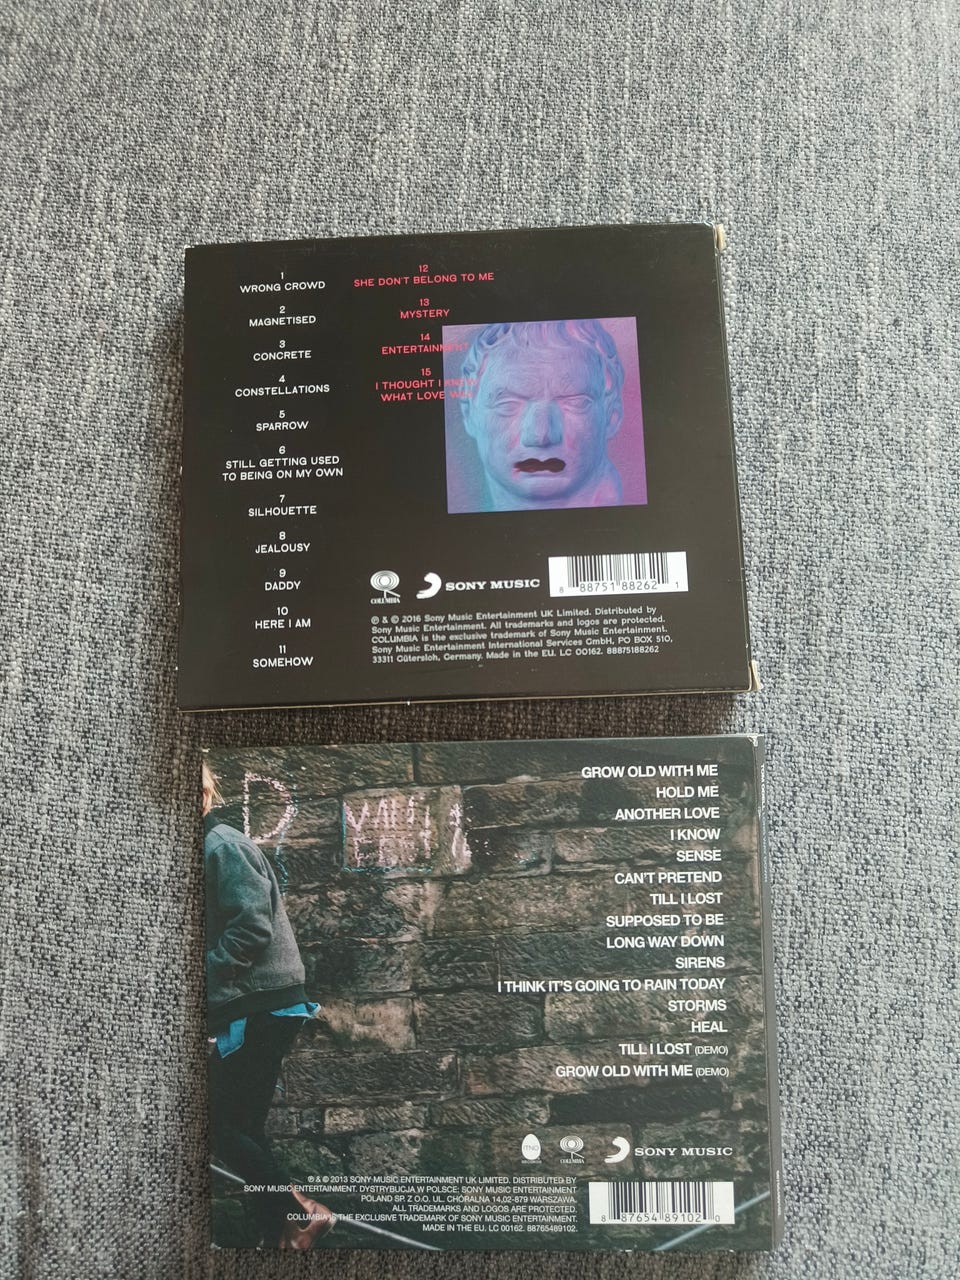 1
WRONG CROWD
2
MAGNETISED
3
CONCRETE
4
CONSTELLATIONS
5
SPARROW
6
STILL GETTING USED
TO BEING ON MY OWN
7
SILHOUETTE
8
JEALOUSY
9
DADDY
10
HERE I AM
11
SOMEHOW
12
SHE DON'T BELONG TO ME
13
MYSTERY
14
ENTERTAINMENT
15
I THOUGHT I KNEW
WHAT LOVE WAS
COLUMBIA
SONY MUSIC
8 88751 88262 1
℗ & © 2016 Sony Music Entertainment UK Limited. Distributed by
Sony Music Entertainment. All trademarks and logos are protected.
COLUMBIA is the exclusive trademark of Sony Music Entertainment.
Sony Music Entertainment International Services GmbH, PO BOX 510,
33311 Gütersloh, Germany. Made in the EU. LC 00162. 88875188262
GROW OLD WITH ME
HOLD ME
ANOTHER LOVE
I KNOW
SENSE
CAN'T PRETEND
TILL I LOST
SUPPOSED TO BE
LONG WAY DOWN
SIRENS
I THINK IT'S GOING TO RAIN TODAY
STORMS
HEAL
TILL I LOST (DEMO)
GROW OLD WITH ME (DEMO)
ITNO
RECORDS
COLUMBIA
SONY MUSIC
℗ & © 2013 SONY MUSIC ENTERTAINMENT UK LIMITED. DISTRIBUTED BY
SONY MUSIC ENTERTAINMENT. DYSTRYBUCJA W POLSCE: SONY MUSIC ENTERTAINMENT
POLAND SP. Z O.O. UL. CHÓRALNA 14,02-879 WARSZAWA.
ALL TRADEMARKS AND LOGOS ARE PROTECTED.
COLUMBIA IS THE EXCLUSIVE TRADEMARK OF SONY MUSIC ENTERTAINMENT.
MADE IN THE EU. LC 00162. 88765489102.
8 87654 89102 0